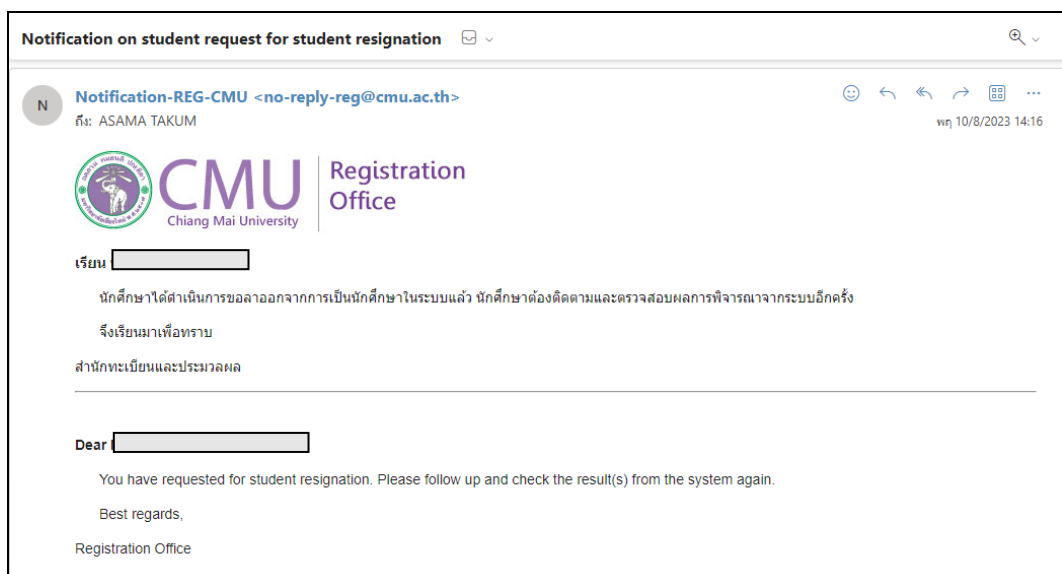 Notification on student request for student resignation
N
Notification-REG-CMU <no-reply-reg@cmu.ac.th>
ถึง: ASAMA TAKUM
พฤ 10/8/2023 14:16
CMU
Chiang Mai University
Registration
Office
เรียน
นักศึกษาได้ดำเนินการขอลาออกจากการเป็นนักศึกษาในระบบแล้ว นักศึกษาต้องติดตามและตรวจสอบผลการพิจารณาจากระบบอีกครั้ง
จึงเรียนมาเพื่อทราบ
สำนักทะเบียนและประมวลผล
Dear
You have requested for student resignation. Please follow up and check the result(s) from the system again.
Best regards,
Registration Office